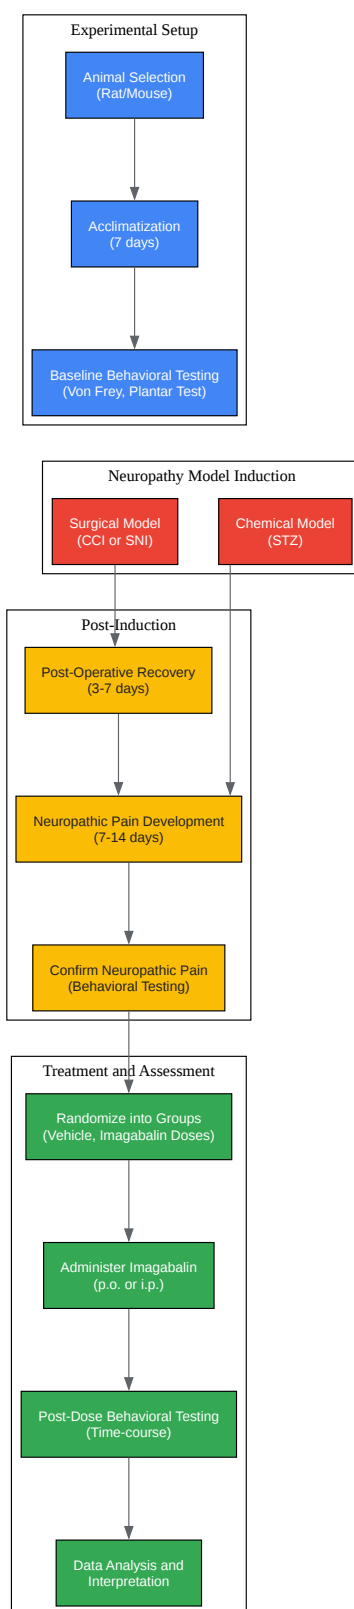 Experimental Setup
Animal Selection
(Rat/Mouse)
Acclimatization
(7 days)
Baseline Behavioral Testing
(Von Frey, Plantar Test)
Neuropathy Model Induction
Surgical Model
(CCI or SNI)
Chemical Model
(STZ)
Post-Induction
Post-Operative Recovery
(3-7 days)
Neuropathic Pain Development
(7-14 days)
Confirm Neuropathic Pain
(Behavioral Testing)
Treatment and Assessment
Randomize into Groups
(Vehicle, Imagabalin Doses)
Administer Imagabalin
(p.o. or i.p.)
Post-Dose Behavioral Testing
(Time-course)
Data Analysis and
Interpretation